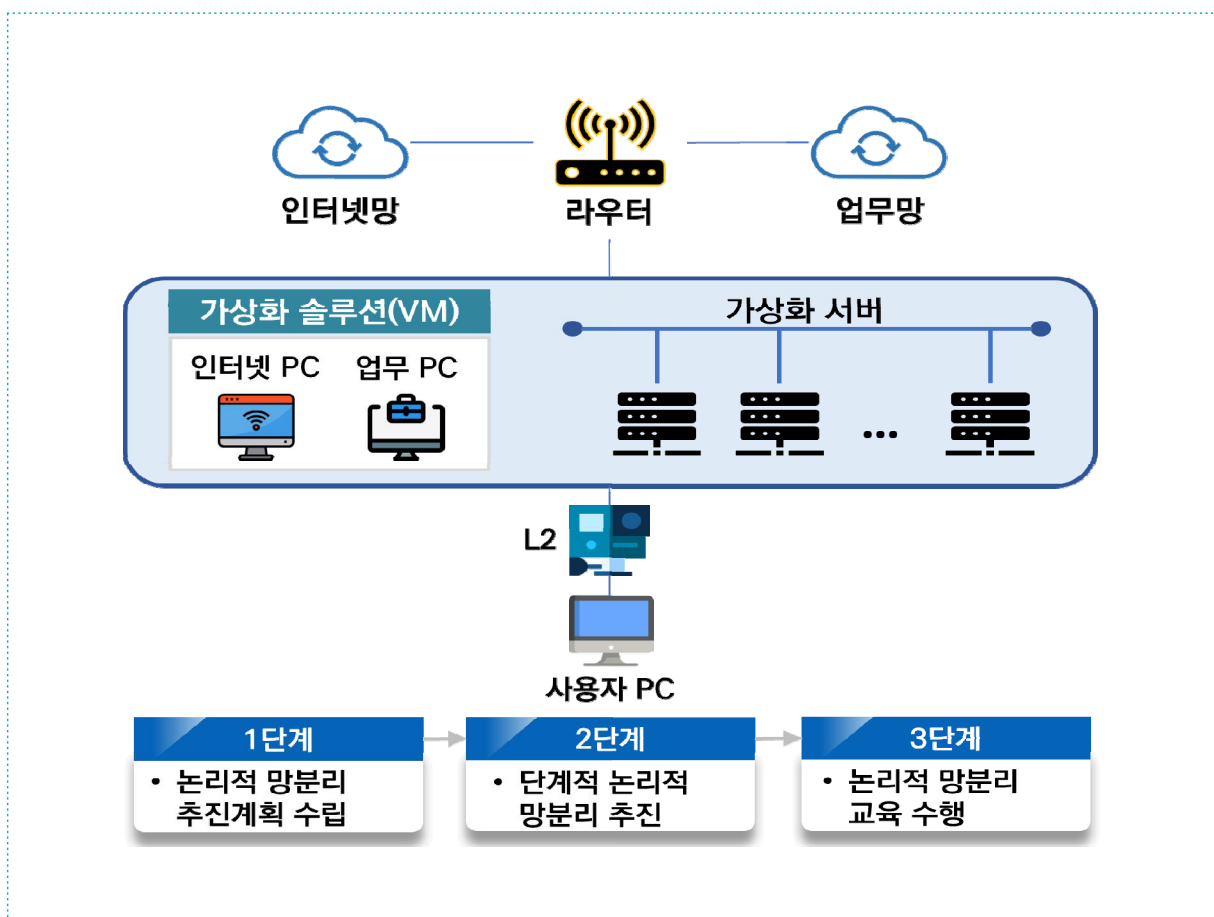 인터넷망
라우터
업무망
가상화 솔루션(VM)
가상화 서버
인터넷 PC
업무 PC
...
L2
사용자 PC
1단계
• 논리적 망분리
추진계획 수립
2단계
• 단계적 논리적
망분리 추진
3단계
• 논리적 망분리
교육 수행